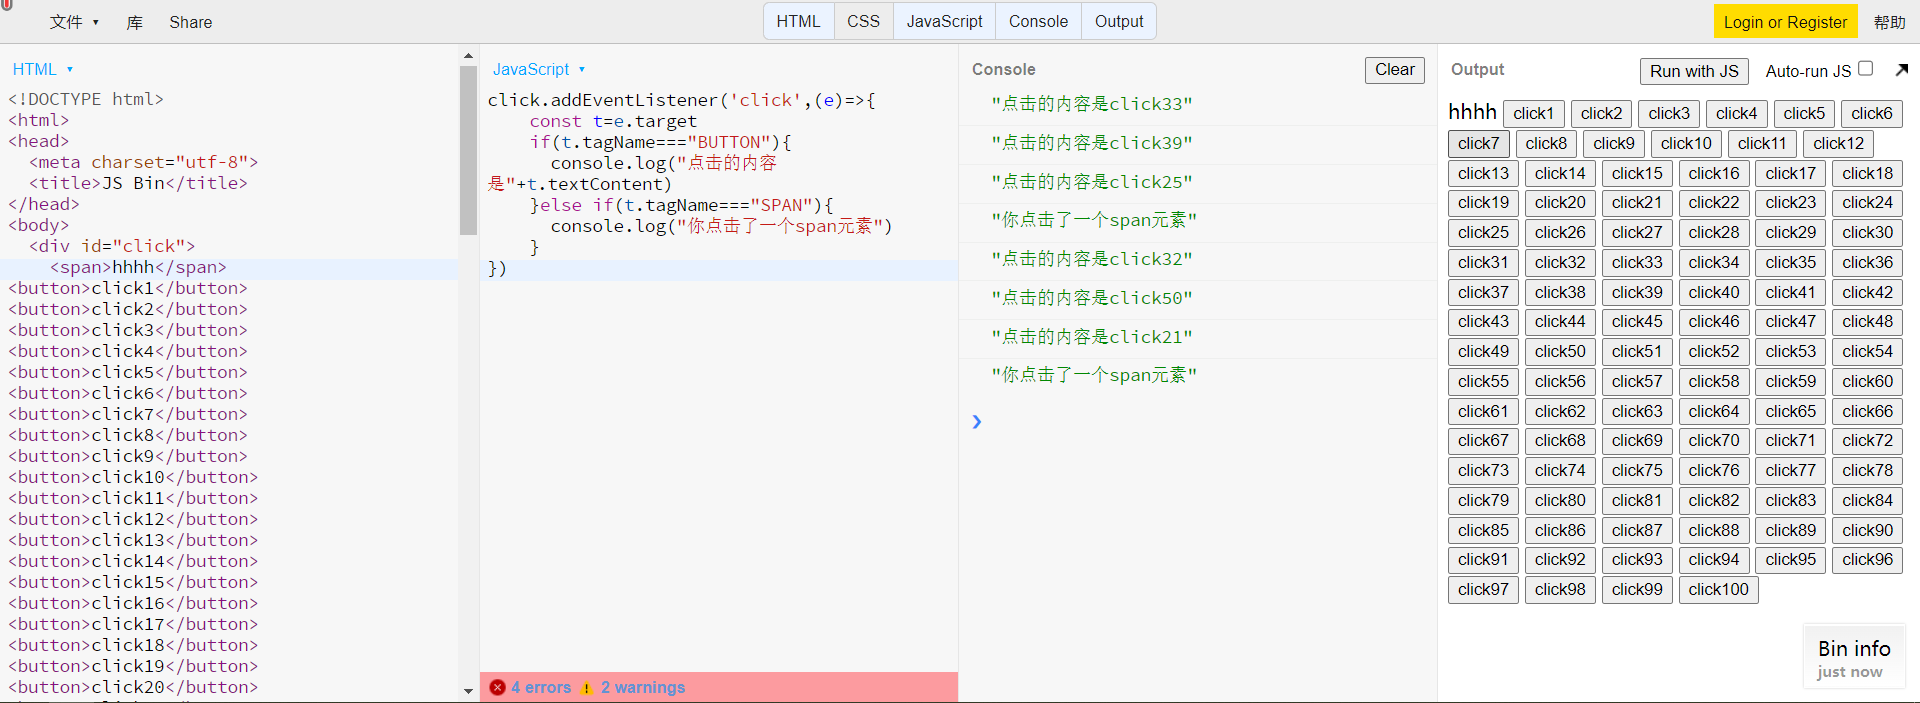 文件 ▾ 库 Share HTML CSS JavaScript Console Output Login or Register 帮助
HTML ▾
<!DOCTYPE html>
<html>
<head>
<meta charset="utf-8">
<title>JS Bin</title>
</head>
<body>
<div id="click">
<span>hhhh</span>
<button>click1</button>
<button>click2</button>
<button>click3</button>
<button>click4</button>
<button>click5</button>
<button>click6</button>
<button>click7</button>
<button>click8</button>
<button>click9</button>
<button>click10</button>
<button>click11</button>
<button>click12</button>
<button>click13</button>
<button>click14</button>
<button>click15</button>
<button>click16</button>
<button>click17</button>
<button>click18</button>
<button>click19</button>
<button>click20</button>
JavaScript ▾
click.addEventListener('click',(e)=>{
const t=e.target
if(t.tagName==="BUTTON"){
console.log("点击的内容
是"+t.textContent)
}else if(t.tagName==="SPAN"){
console.log("你点击了一个span元素")
}
})
4 errors 2 warnings
Console Clear
"点击的内容是click33"
"点击的内容是click39"
"点击的内容是click25"
"你点击了一个span元素"
"点击的内容是click32"
"点击的内容是click50"
"点击的内容是click21"
"你点击了一个span元素"
Output Run with JS Auto-run JS
hhhh click1 click2 click3 click4 click5 click6
click7 click8 click9 click10 click11 click12
click13 click14 click15 click16 click17 click18
click19 click20 click21 click22 click23 click24
click25 click26 click27 click28 click29 click30
click31 click32 click33 click34 click35 click36
click37 click38 click39 click40 click41 click42
click43 click44 click45 click46 click47 click48
click49 click50 click51 click52 click53 click54
click55 click56 click57 click58 click59 click60
click61 click62 click63 click64 click65 click66
click67 click68 click69 click70 click71 click72
click73 click74 click75 click76 click77 click78
click79 click80 click81 click82 click83 click84
click85 click86 click87 click88 click89 click90
click91 click92 click93 click94 click95 click96
click97 click98 click99 click100
Bin info
just now